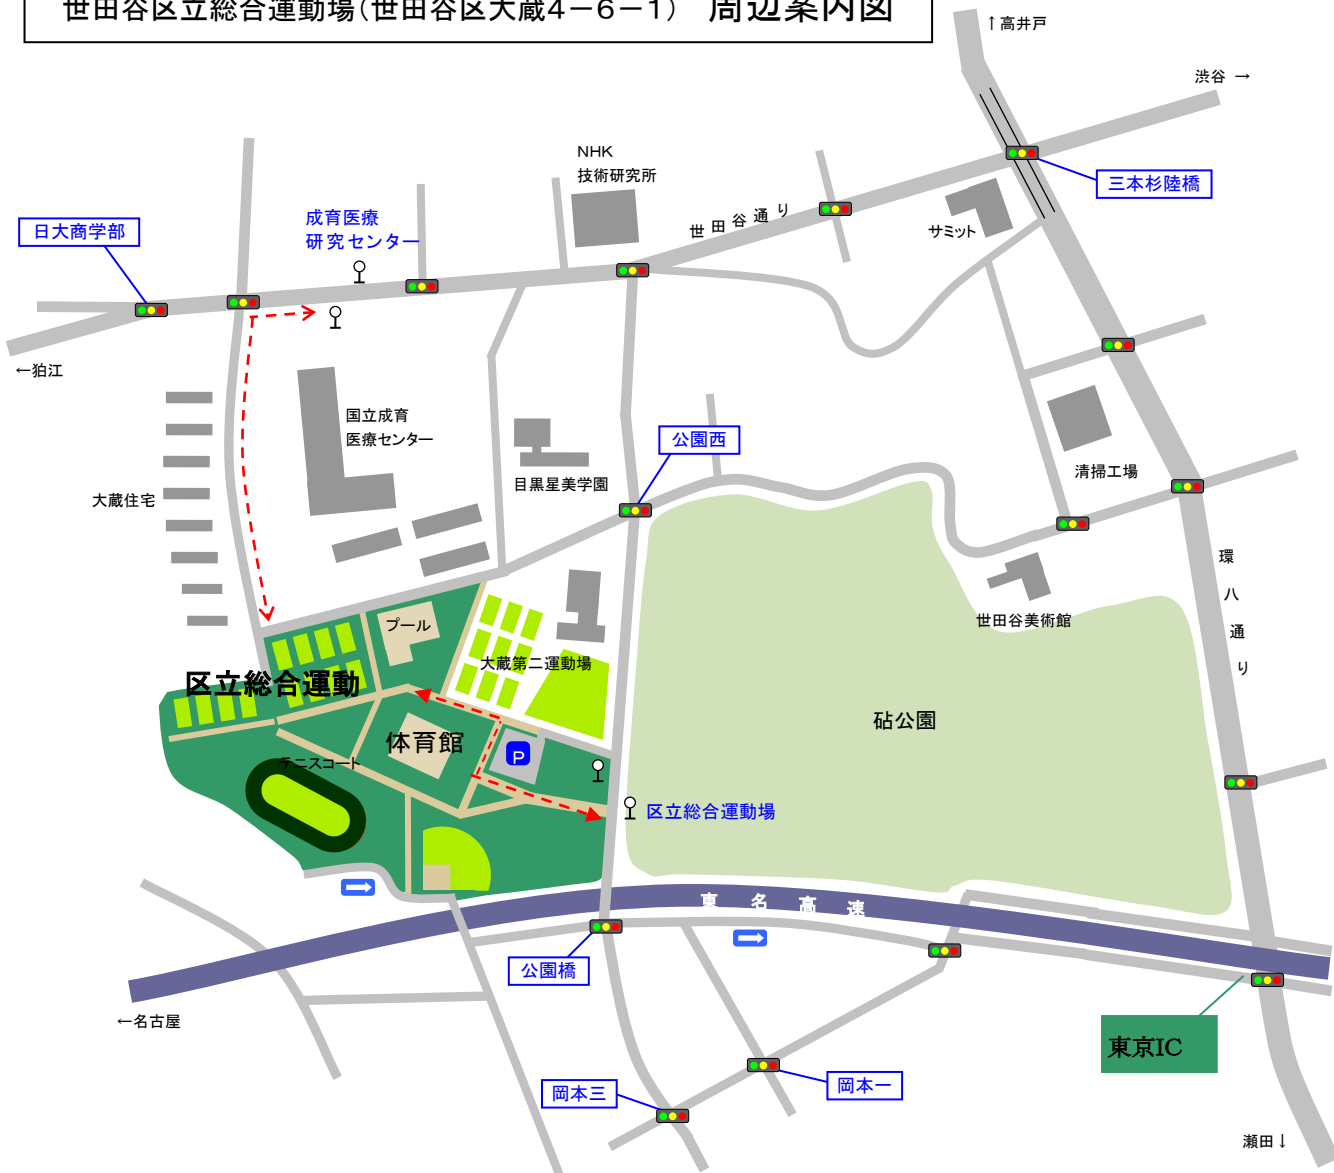 世田谷区立総合運動場(世田谷区大蔵4-6-1) 周辺案内図
↑高井戸
渋谷 →
NHK
技術研究所
三本杉陸橋
世田谷通り
サミット
成育医療
研究センター
日大商学部
←狛江
国立成育
医療センター
公園西
目黒星美学園
清掃工場
大蔵住宅
環八通り
世田谷美術館
プール
大蔵第二運動場
区立総合運動
砧公園
体育館
P
テニスコート
区立総合運動場
東名高速
公園橋
←名古屋
東京IC
岡本一
岡本三
瀬田↓